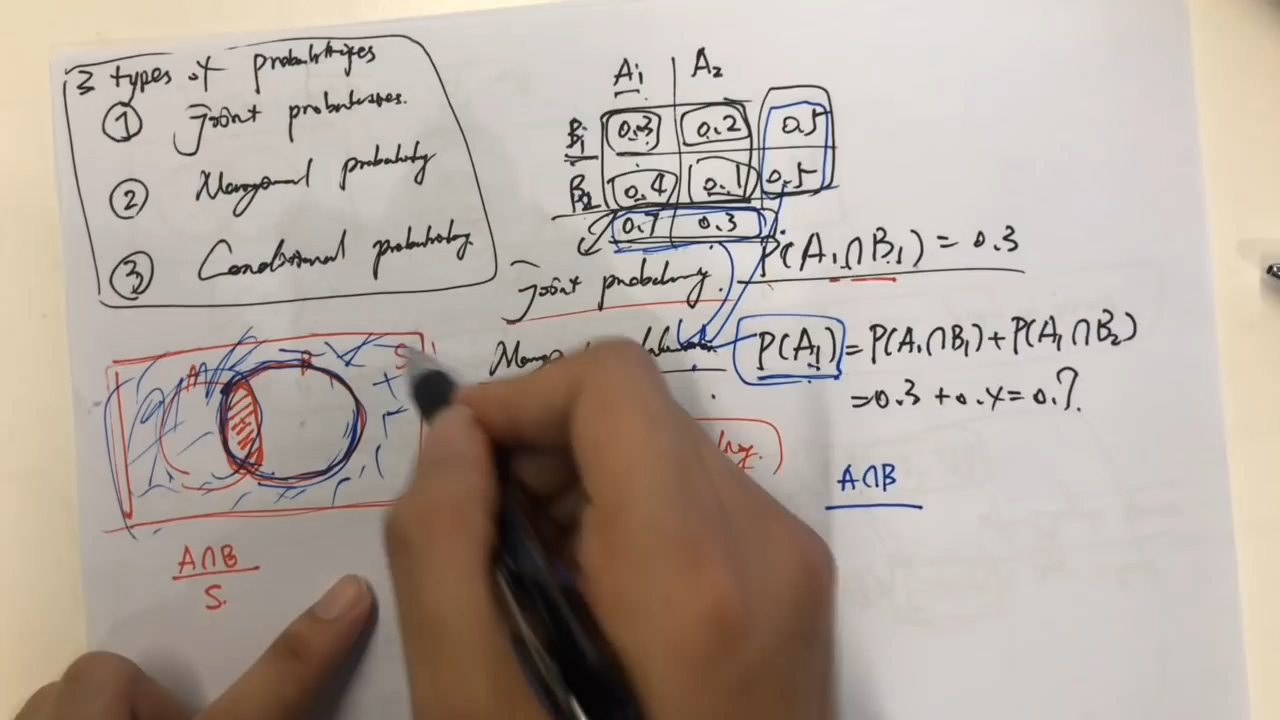 3 types of probabilities
① Joint probabilities.
② Marginal probability
③ Conditional probability
A1 A2
B1 0.3 0.2 0.5
B2 0.4 0.1 0.5
0.7 0.3
Joint probability. P(A1∩B1) = 0.3
P(A1) = P(A1∩B1) + P(A1∩B2)
= 0.3 + 0.4 = 0.7
A B S
A∩B
A∩B
S.